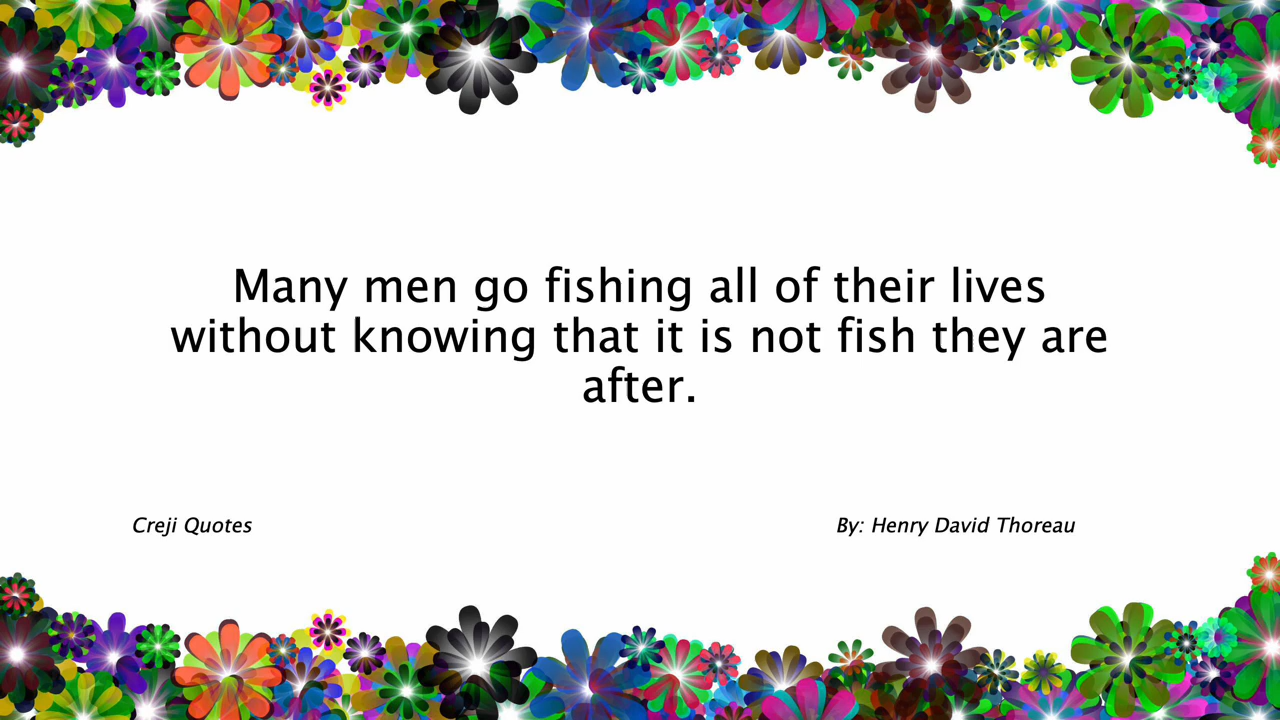 Many men go fishing all of their lives
without knowing that it is not fish they are
after.
Creji Quotes
By: Henry David Thoreau